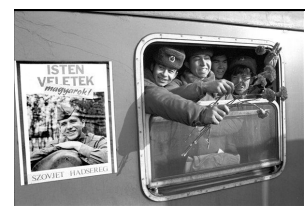 ISTEN
VELETEK
magyarok!
SZOVJET HADSEREG